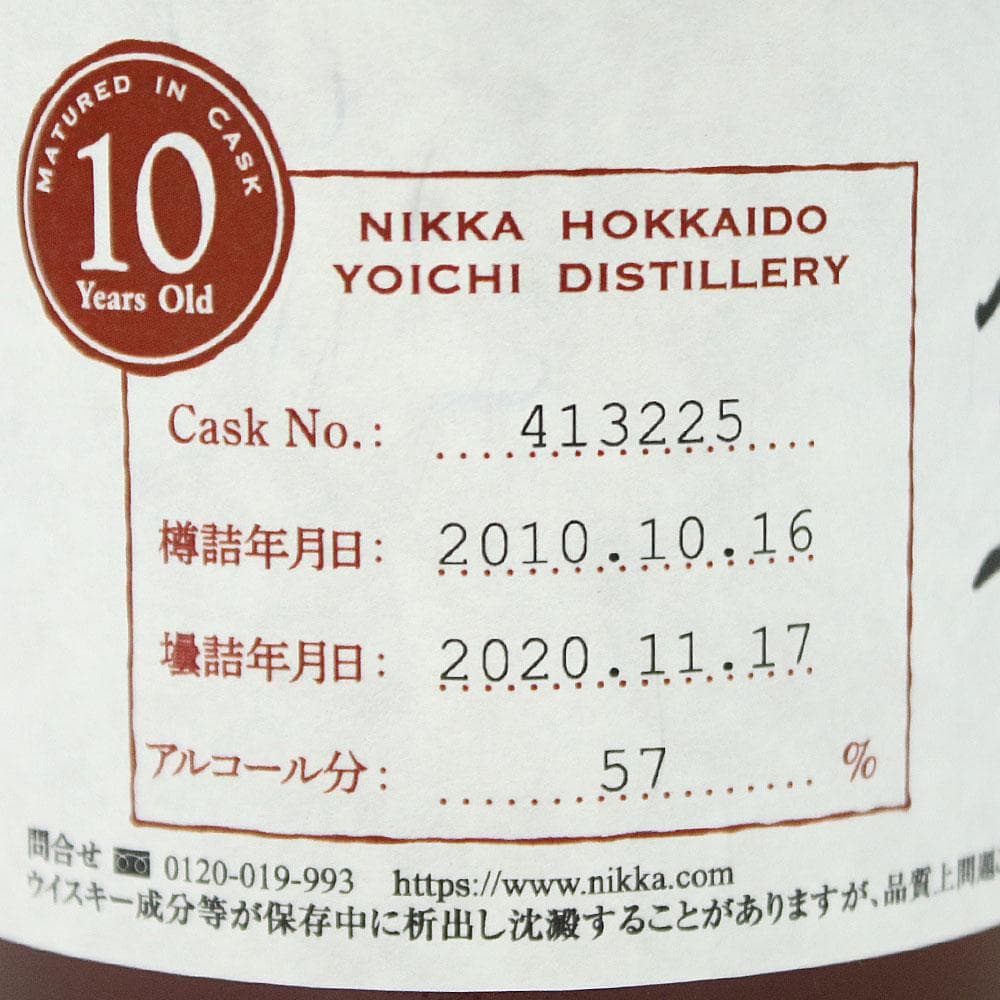 MATURED IN CASK
10
Years Old
NIKKA HOKKAIDO
YOICHI DISTILLERY
Cask No.: 413225
樽詰年月日: 2010.10.16
壜詰年月日: 2020.11.17
アルコール分: 57 %
問合せ 0120-019-993 https://www.nikka.com
ウイスキー成分等が保存中に析出し沈澱することがありますが、品質上問題